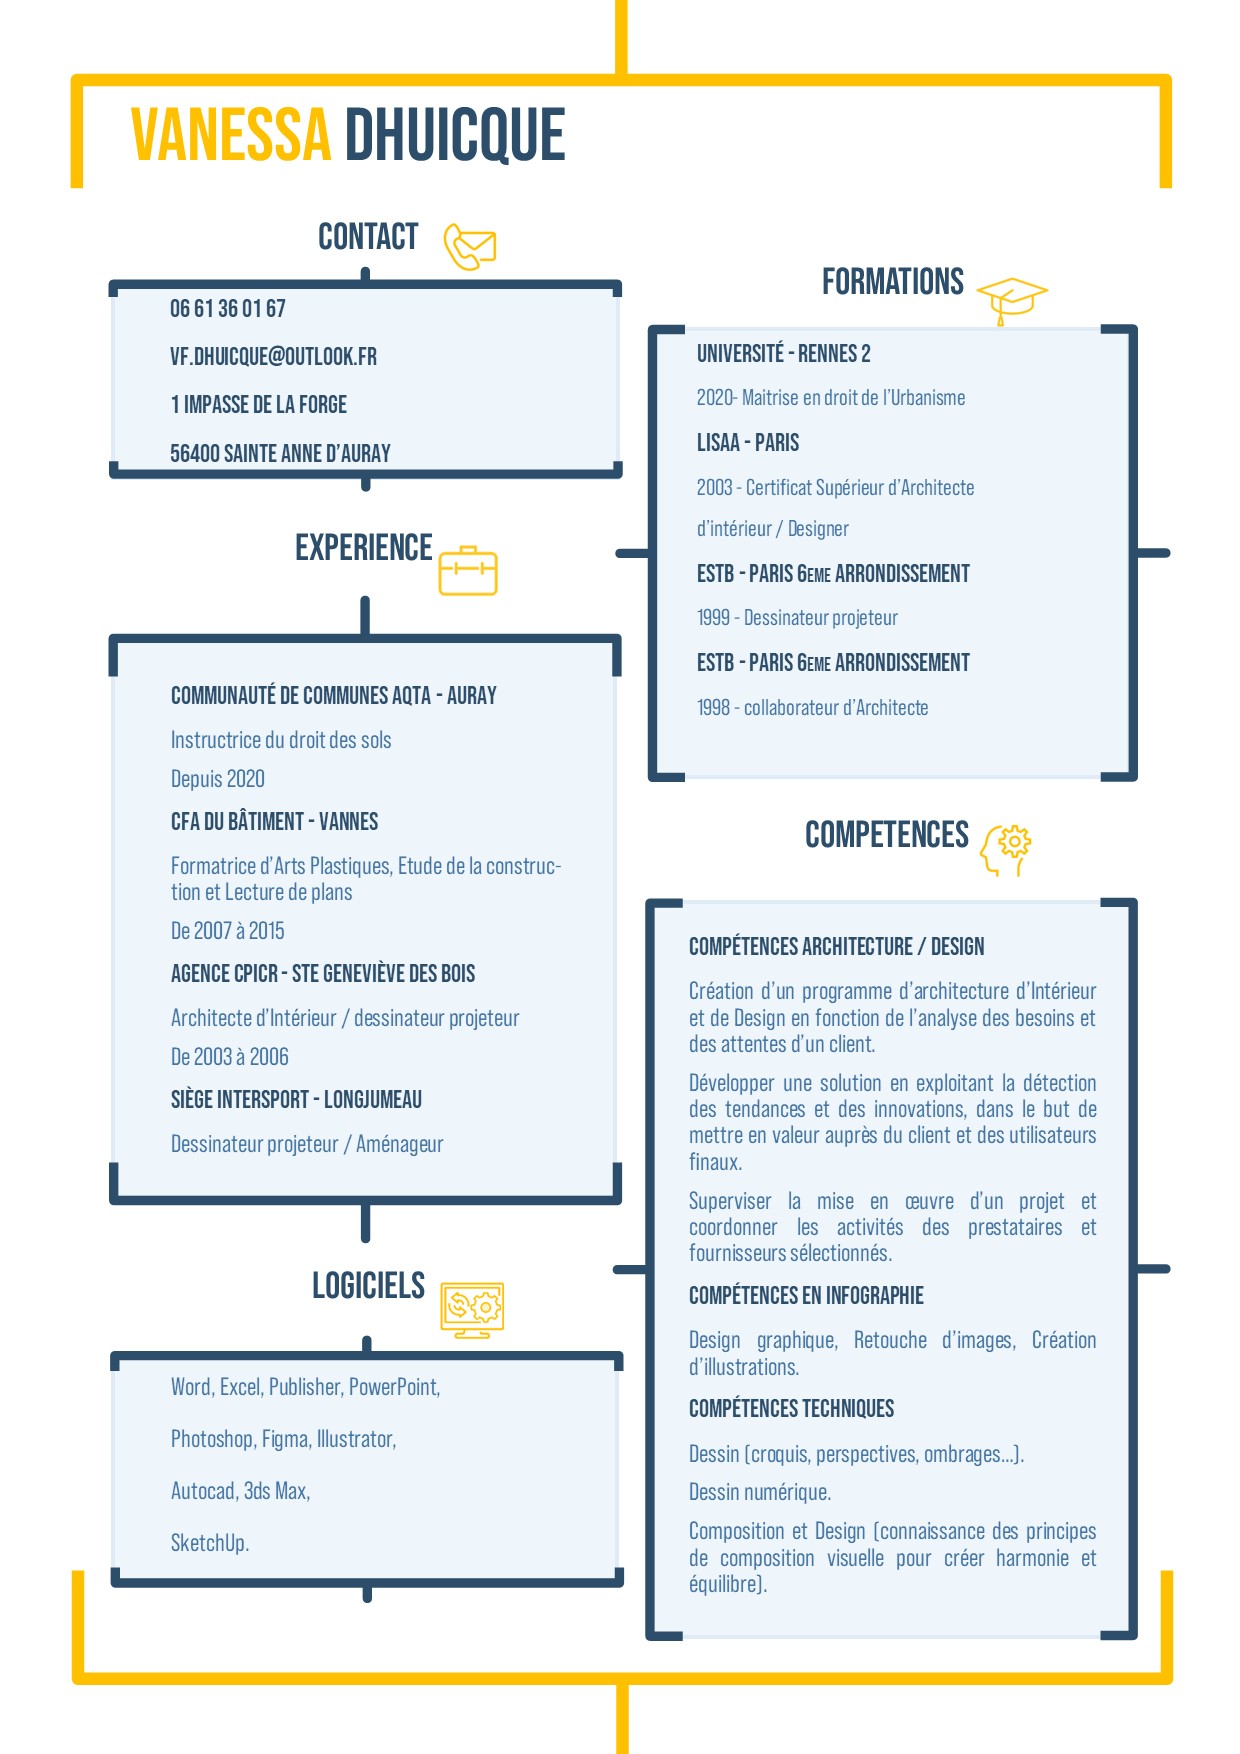 VANESSA DHUICQUE
CONTACT
06 61 36 01 67
VF.DHUICQUE@OUTLOOK.FR
1 IMPASSE DE LA FORGE
56400 SAINTE ANNE D’AURAY
EXPERIENCE
COMMUNAUTÉ DE COMMUNES AQTA - AURAY
Instructrice du droit des sols
Depuis 2020
CFA DU BÂTIMENT - VANNES
Formatrice d’Arts Plastiques, Etude de la construc-
tion et Lecture de plans
De 2007 à 2015
AGENCE CPICR - STE GENEVIÈVE DES BOIS
Architecte d’Intérieur / dessinateur projeteur
De 2003 à 2006
SIÈGE INTERSPORT - LONGJUMEAU
Dessinateur projeteur / Aménageur
LOGICIELS
Word, Excel, Publisher, PowerPoint,
Photoshop, Figma, Illustrator,
Autocad, 3ds Max,
SketchUp.
FORMATIONS
UNIVERSITÉ - RENNES 2
2020- Maitrise en droit de l’Urbanisme
LISAA - PARIS
2003 - Certificat Supérieur d’Architecte
d’intérieur / Designer
ESTB - PARIS 6EME ARRONDISSEMENT
1999 - Dessinateur projeteur
ESTB - PARIS 6EME ARRONDISSEMENT
1998 - collaborateur d’Architecte
COMPETENCES
COMPÉTENCES ARCHITECTURE / DESIGN
Création d’un programme d’architecture d’Intérieur
et de Design en fonction de l’analyse des besoins et
des attentes d’un client.
Développer une solution en exploitant la détection
des tendances et des innovations, dans le but de
mettre en valeur auprès du client et des utilisateurs
finaux.
Superviser la mise en œuvre d’un projet et
coordonner les activités des prestataires et
fournisseurs sélectionnés.
COMPÉTENCES EN INFOGRAPHIE
Design graphique, Retouche d’images, Création
d’illustrations.
COMPÉTENCES TECHNIQUES
Dessin (croquis, perspectives, ombrages...).
Dessin numérique.
Composition et Design (connaissance des principes
de composition visuelle pour créer harmonie et
équilibre).